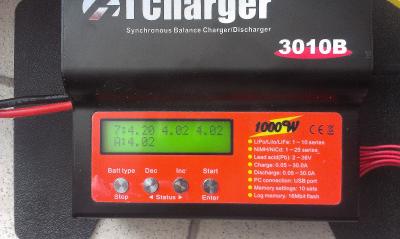 iCharger
Synchronous Balance Charger/Discharger
3010B
7:4.20 4.02 4.02
A:4.02
1000W
LiPo/Lilo/LiFe: 1~10 series
NiMH/NiCd: 1~25 series
Lead acid(Pb): 2~36V
Charge: 0.05~30.0A
Discharge: 0.05~30.0A
PC connection: USB port
Memory settings: 10 sets
Log memory: 16Mbit flash
Batt type Dec Inc Start
Stop ◄ Status ► Enter